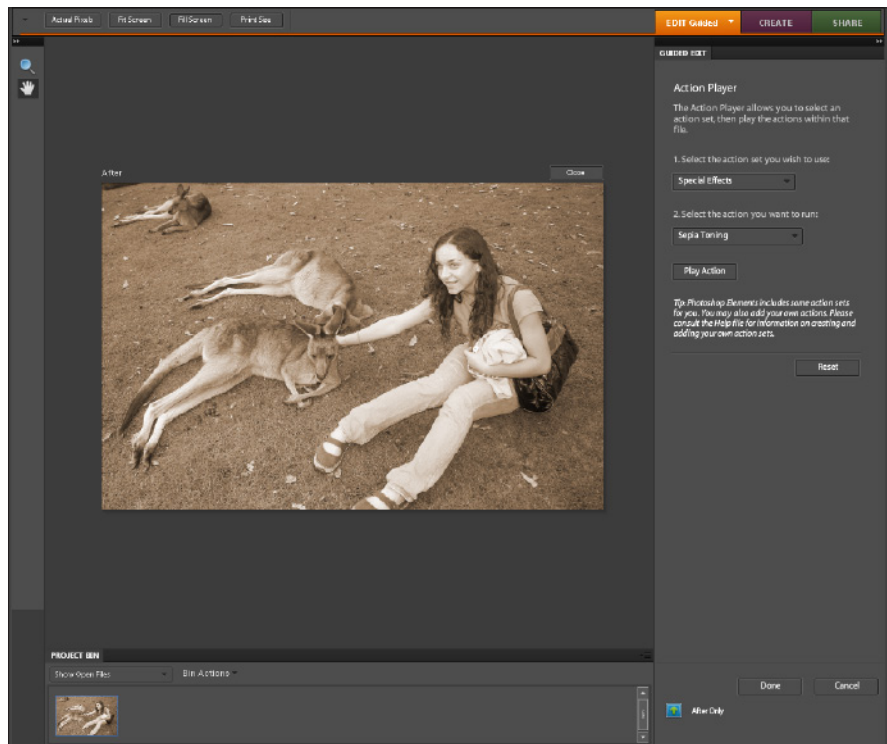 Actual Pixels Fit Screen Fill Screen Print Size
EDIT Guided CREATE SHARE
GUIDED EDIT
Action Player
The Action Player allows you to select an
action set, then play the actions within that
file.
1. Select the action set you wish to use:
Special Effects
2. Select the action you want to run:
Sepia Toning
Play Action
Tip: Photoshop Elements includes some action sets
for you. You may also add your own actions. Please
consult the Help file for information on creating and
adding your own action sets.
Reset
After Close
PROJECT BIN
Show Open Files Bin Actions
Done Cancel
After Only